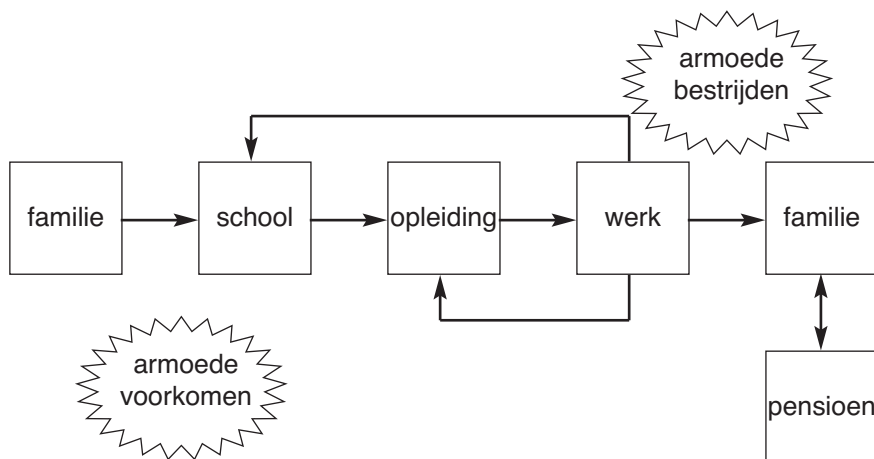 armoede
bestrijden
familie
school
opleiding
werk
familie
armoede
voorkomen
pensioen